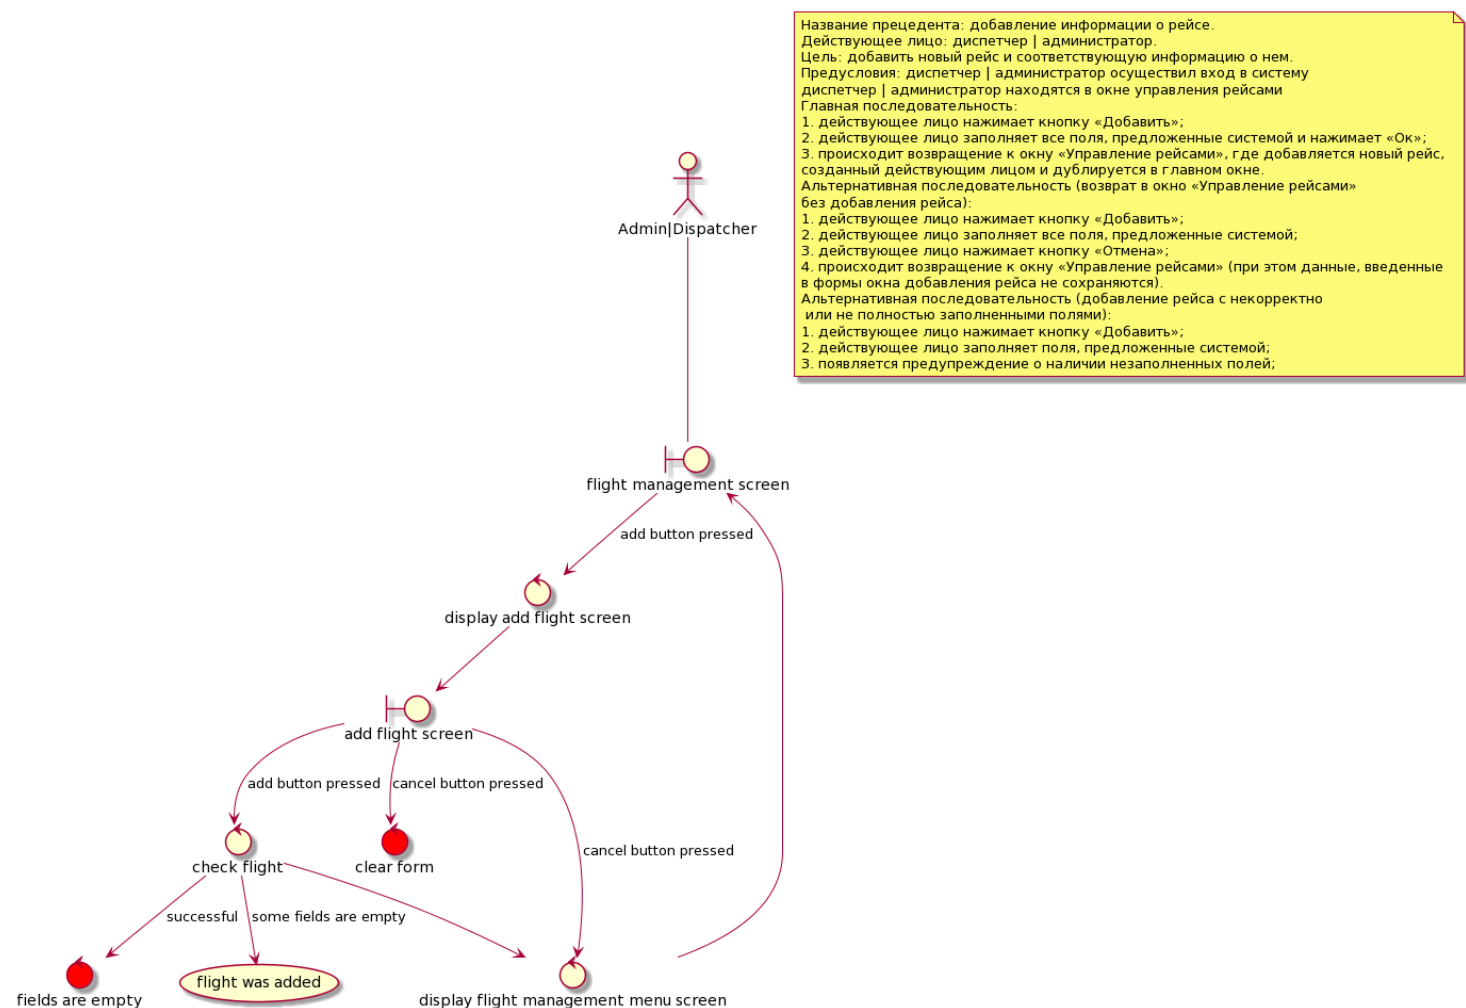 Название прецедента: добавление информации о рейсе.
Действующее лицо: диспетчер | администратор.
Цель: добавить новый рейс и соответствующую информацию о нем.
Предусловия: диспетчер | администратор осуществил вход в систему
диспетчер | администратор находятся в окне управления рейсами
Главная последовательность:
1. действующее лицо нажимает кнопку «Добавить»;
2. действующее лицо заполняет все поля, предложенные системой и нажимает «Ок»;
3. происходит возвращение к окну «Управление рейсами», где добавляется новый рейс,
созданный действующим лицом и дублируется в главном окне.
Альтернативная последовательность (возврат в окно «Управление рейсами»
без добавления рейса):
1. действующее лицо нажимает кнопку «Добавить»;
2. действующее лицо заполняет все поля, предложенные системой;
3. действующее лицо нажимает кнопку «Отмена»;
4. происходит возвращение к окну «Управление рейсами» (при этом данные, введенные
в формы окна добавления рейса не сохраняются).
Альтернативная последовательность (добавление рейса с некорректно
или не полностью заполненными полями):
1. действующее лицо нажимает кнопку «Добавить»;
2. действующее лицо заполняет поля, предложенные системой;
3. появляется предупреждение о наличии незаполненных полей;
Admin|Dispatcher
flight management screen
add button pressed
display add flight screen
add flight screen
add button pressed
cancel button pressed
cancel button pressed
check flight
clear form
successful
some fields are empty
fields are empty
flight was added
display flight management menu screen